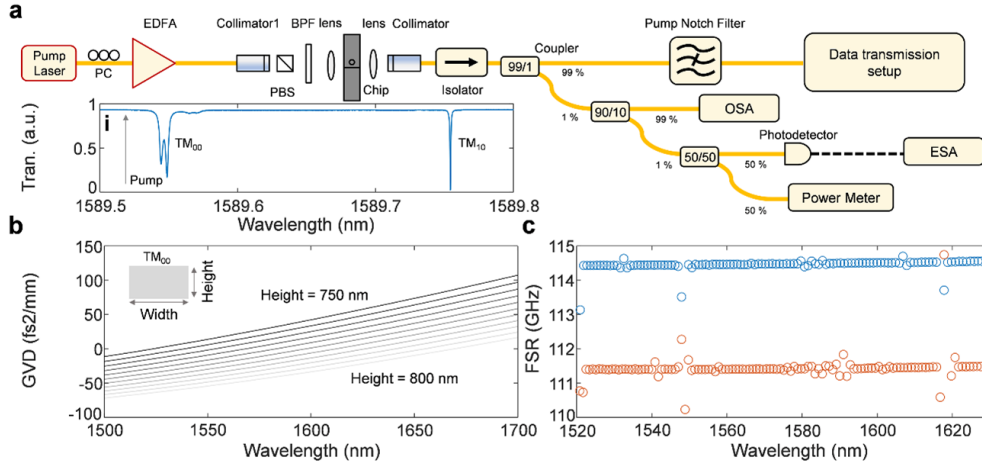 a
EDFA
Collimator1
BPF
lens
lens
Collimator
Pump Laser
PC
PBS
Chip
Isolator
99/1
Coupler
99 %
Pump Notch Filter
Data transmission
setup
1 %
90/10
99 %
OSA
1 %
50/50
50 %
Photodetector
ESA
50 %
Power Meter
i
Tran. (a.u.)
1
0.5
0
Pump
TM00
TM10
1589.5
1589.6
1589.7
1589.8
Wavelength (nm)
b
GVD (fs2/mm)
150
100
50
0
-50
-100
TM00
Height
Width
Height = 750 nm
Height = 800 nm
1500
1550
1600
1650
1700
Wavelength (nm)
c
FSR (GHz)
115
114
113
112
111
110
1520
1540
1560
1580
1600
1620
Wavelength (nm)